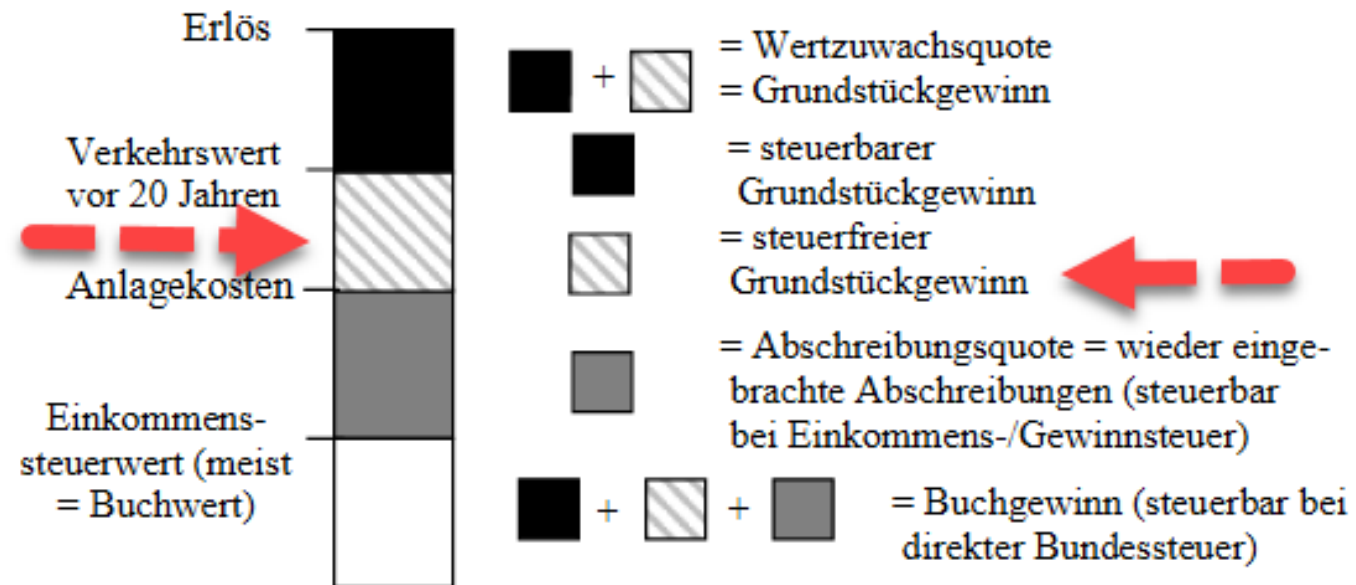 Erlös
Verkehrswert
vor 20 Jahren
Anlagekosten
Einkommens-
steuerwert (meist
= Buchwert)
+
= Wertzuwachsquote
= Grundstückgewinn
= steuerbarer
Grundstückgewinn
= steuerfreier
Grundstückgewinn
= Abschreibungsquote = wieder einge-
brachte Abschreibungen (steuerbar
bei Einkommens-/Gewinnsteuer)
+ +
= Buchgewinn (steuerbar bei
direkter Bundessteuer)